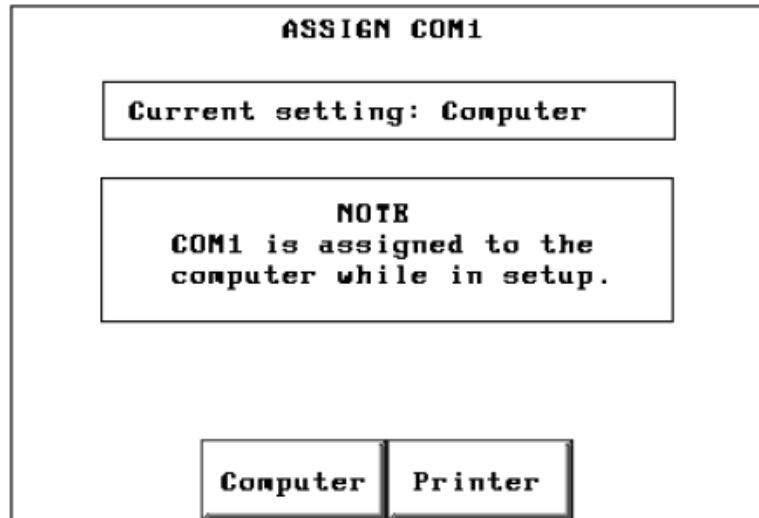 ASSIGN COM1
Current setting: Computer
NOTE
COM1 is assigned to the
computer while in setup.
Computer Printer